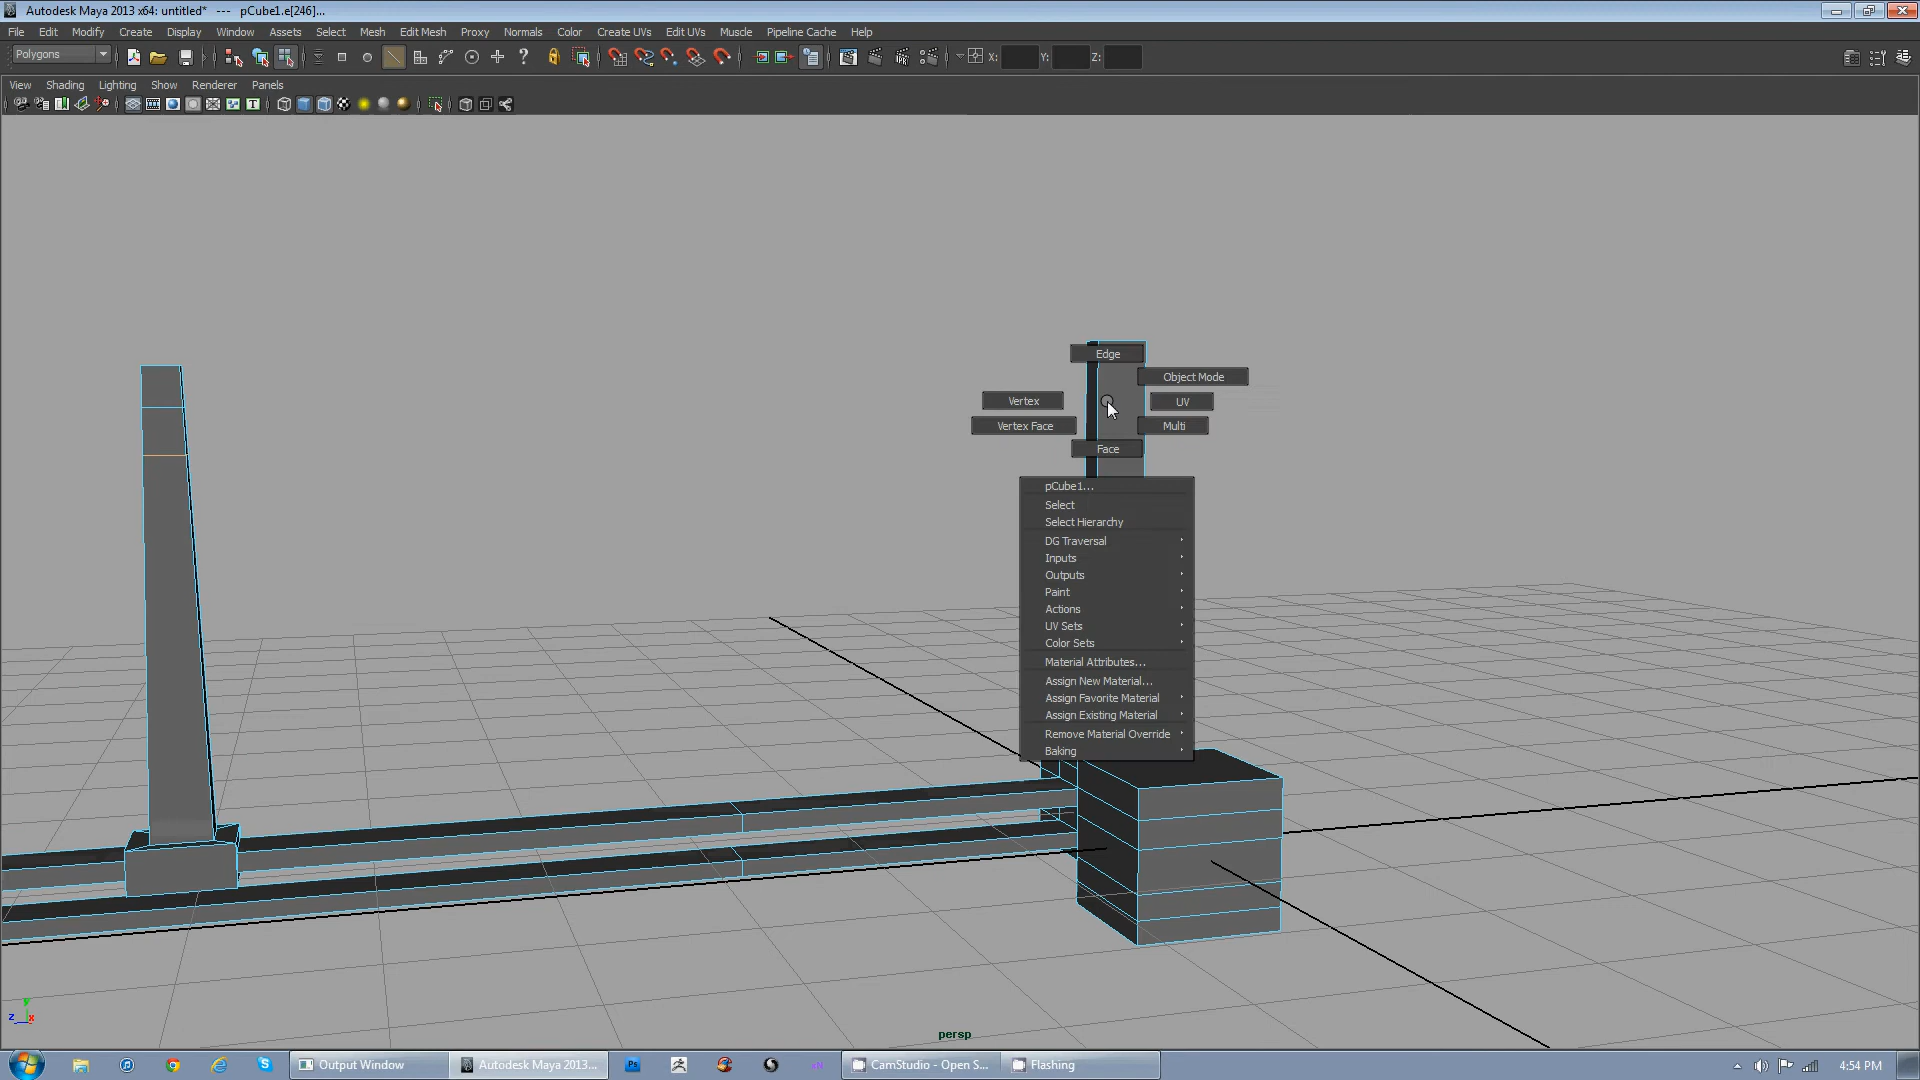 Autodesk Maya 2013 x64: untitled* --- pCube1.e[246]...
File Edit Modify Create Display Window Assets Select Mesh Edit Mesh Proxy Normals Color Create UVs Edit UVs Muscle Pipeline Cache Help
Polygons X: Y: Z:
View Shading Lighting Show Renderer Panels
Edge
Object Mode
Vertex
UV
Vertex Face
Multi
Face
pCube1...
Select
Select Hierarchy
DG Traversal
Inputs
Outputs
Paint
Actions
UV Sets
Color Sets
Material Attributes...
Assign New Material...
Assign Favorite Material
Assign Existing Material
Remove Material Override
Baking
y
z x
persp
Output Window Autodesk Maya 2013... Ps CamStudio - Open S... Flashing 4:54 PM